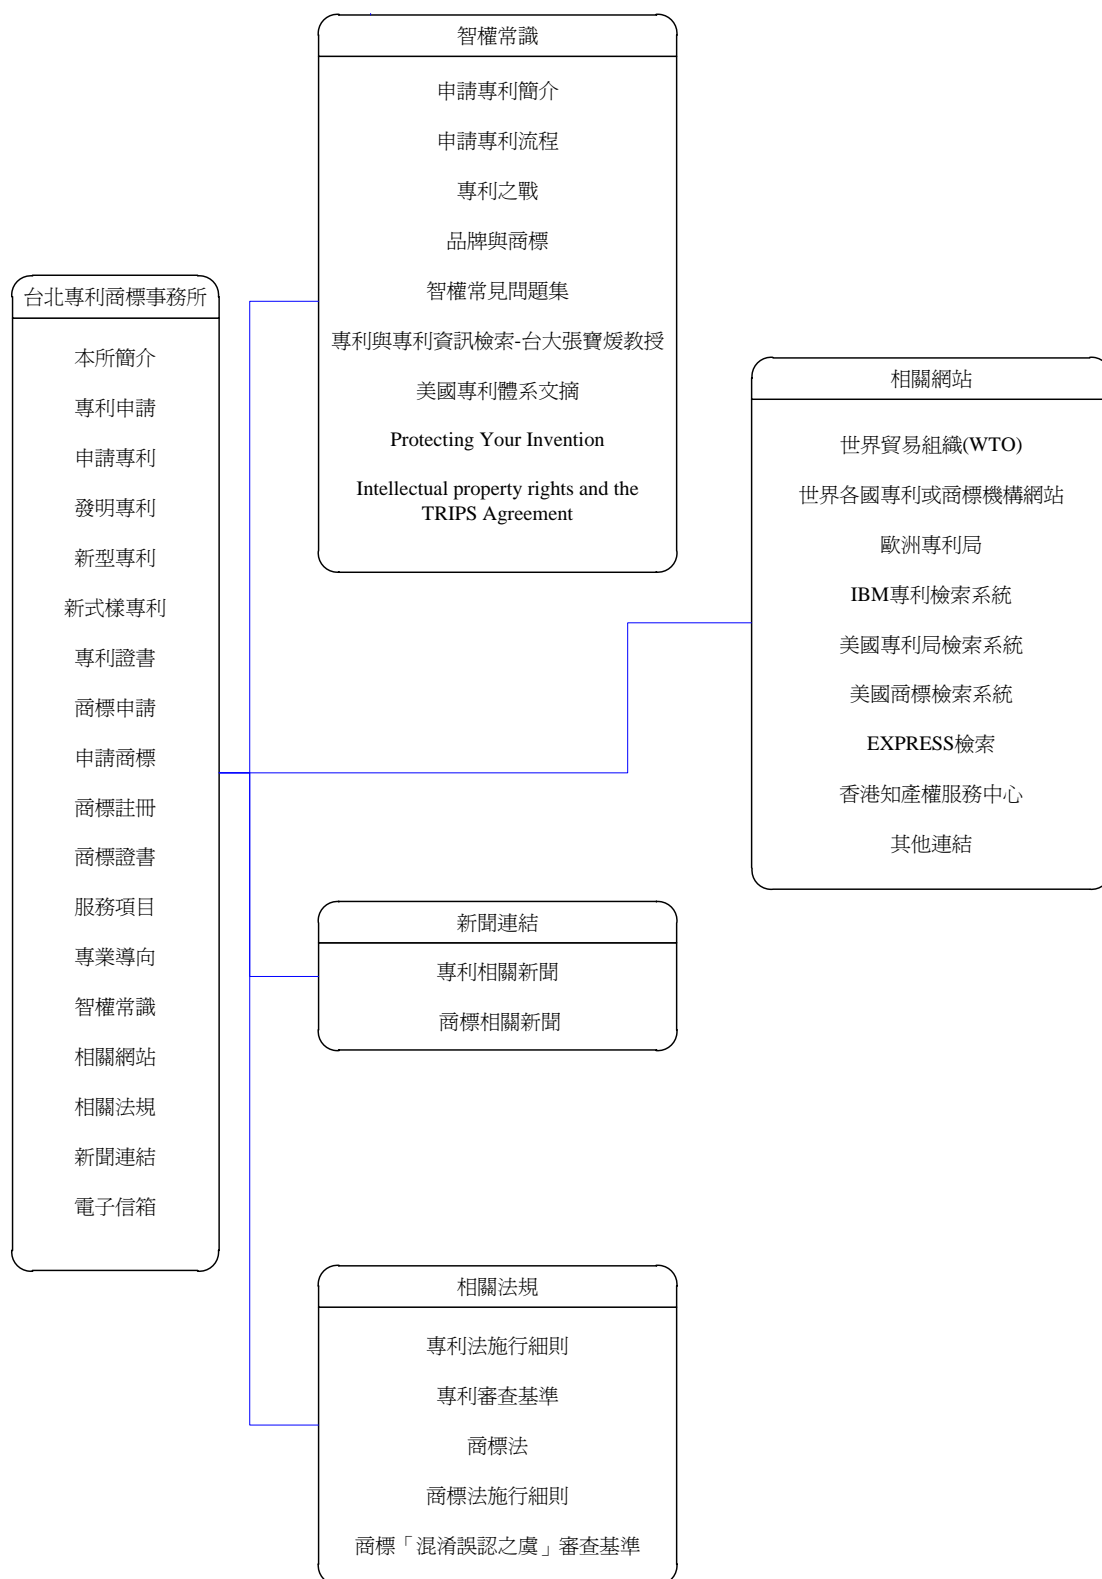 台北專利商標事務所
本所簡介
專利申請
申請專利
發明專利
新型專利
新式樣專利
專利證書
商標申請
申請商標
商標註冊
商標證書
服務項目
專業導向
智權常識
相關網站
相關法規
新聞連結
電子信箱
智權常識
申請專利簡介
申請專利流程
專利之戰
品牌與商標
智權常見問題集
專利與專利資訊檢索-台大張寶煖教授
美國專利體系文摘
Protecting Your Invention
Intellectual property rights and the
TRIPS Agreement
相關網站
世界貿易組織(WTO)
世界各國專利或商標機構網站
歐洲專利局
IBM專利檢索系統
美國專利局檢索系統
美國商標檢索系統
EXPRESS檢索
香港知產權服務中心
其他連結
新聞連結
專利相關新聞
商標相關新聞
相關法規
專利法施行細則
專利審查基準
商標法
商標法施行細則
商標「混淆誤認之虞」審查基準